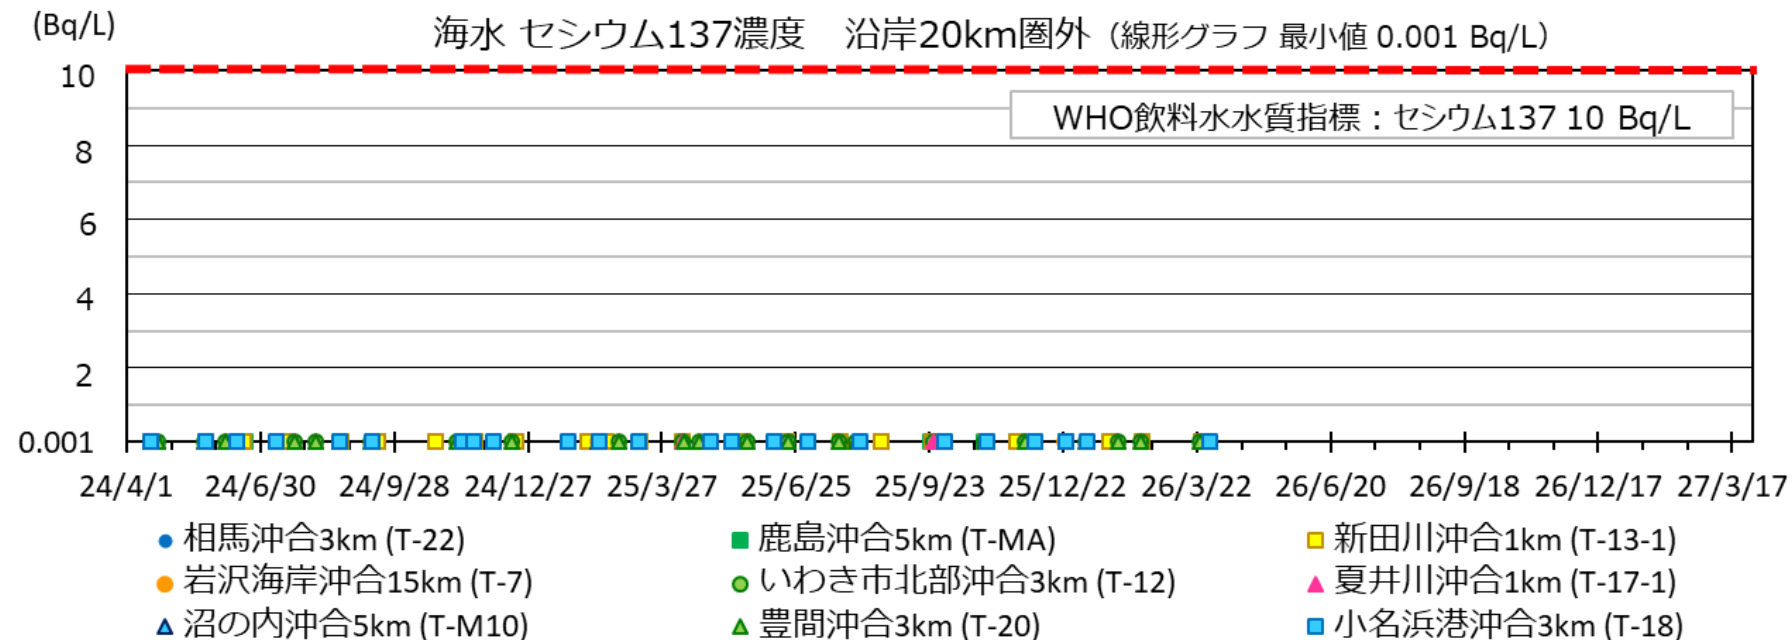 (Bq/L)
海水 セシウム137濃度　沿岸20km圏外（線形グラフ 最小値 0.001 Bq/L）
10
WHO飲料水水質指標：セシウム137 10 Bq/L
8
6
4
2
0.001
24/4/1 24/6/30 24/9/28 24/12/27 25/3/27 25/6/25 25/9/23 25/12/22 26/3/22 26/6/20 26/9/18 26/12/17 27/3/17
相馬沖合3km (T-22) 鹿島沖合5km (T-MA) 新田川沖合1km (T-13-1)
岩沢海岸沖合15km (T-7) いわき市北部沖合3km (T-12) 夏井川沖合1km (T-17-1)
沼の内沖合5km (T-M10) 豊間沖合3km (T-20) 小名浜港沖合3km (T-18)